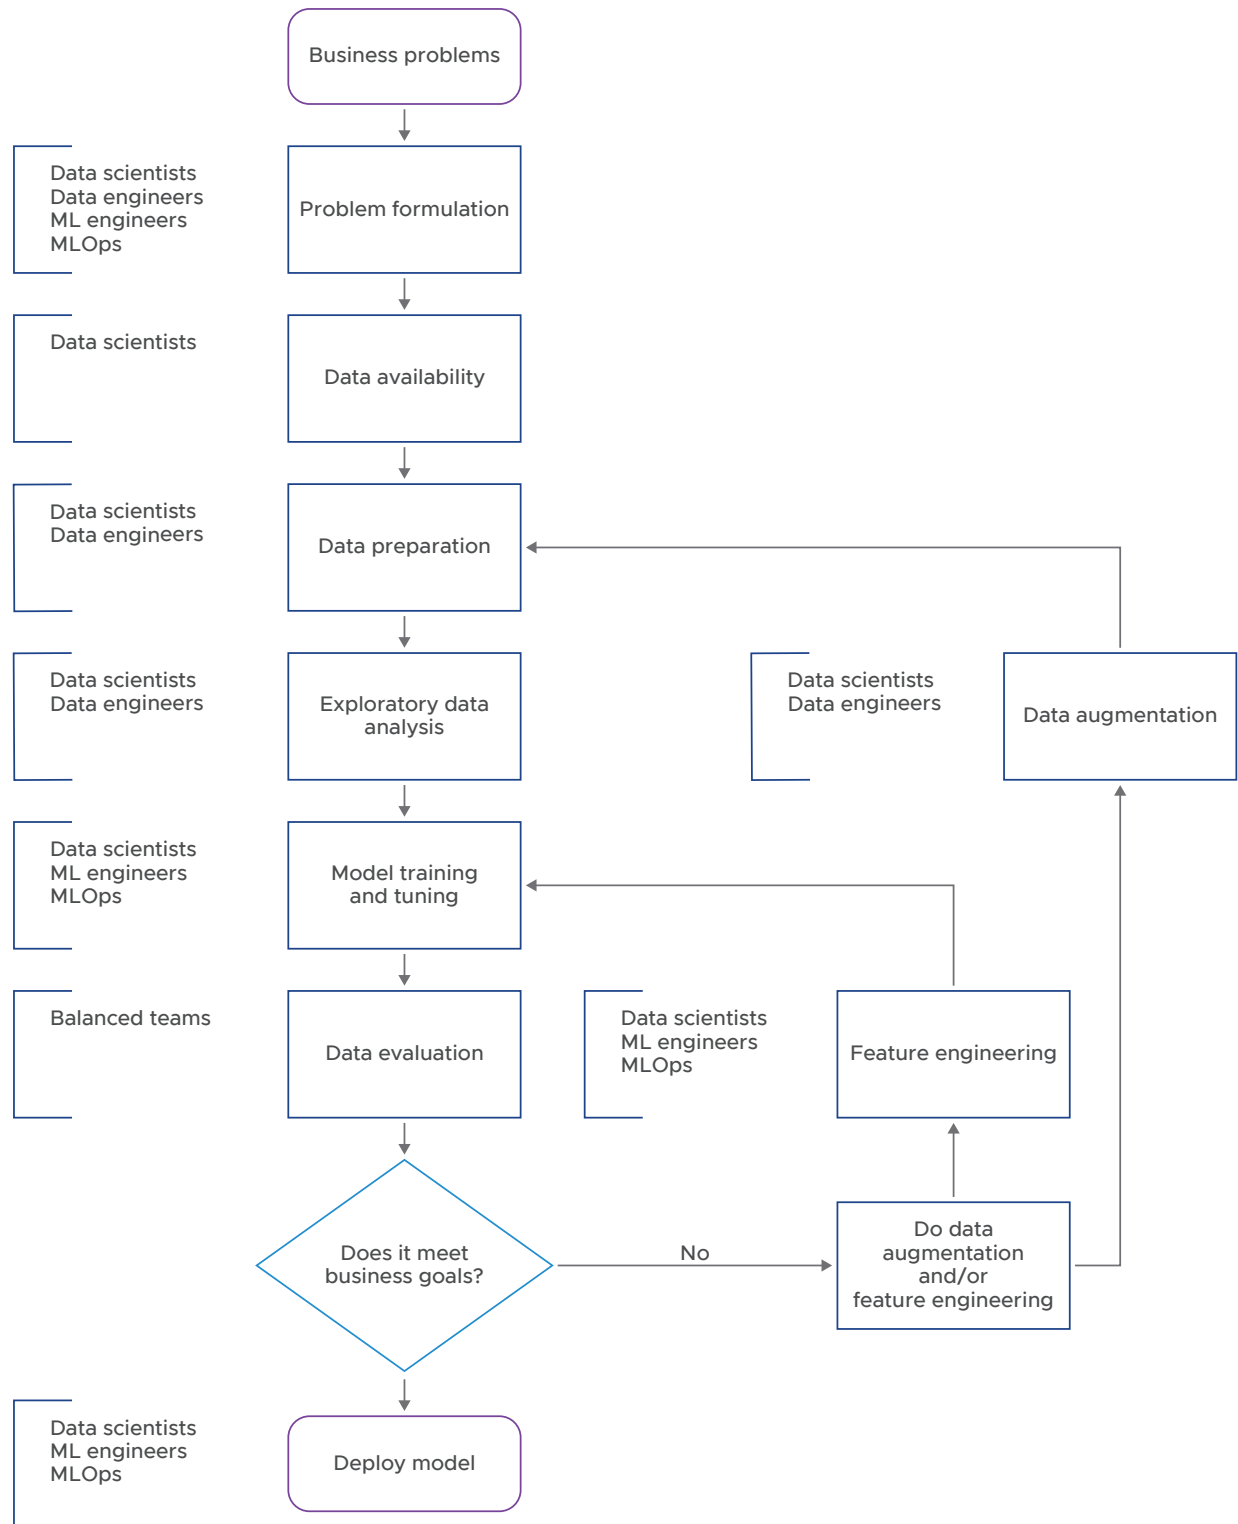 Business problems
Data scientists
Data engineers
ML engineers
MLOps
Problem formulation
Data scientists
Data availability
Data scientists
Data engineers
Data preparation
Data scientists
Data engineers
Exploratory data
analysis
Data scientists
Data engineers
Data augmentation
Data scientists
ML engineers
MLOps
Model training
and tuning
Balanced teams
Data evaluation
Data scientists
ML engineers
MLOps
Feature engineering
Does it meet
business goals?
No
Do data
augmentation
and/or
feature engineering
Data scientists
ML engineers
MLOps
Deploy model